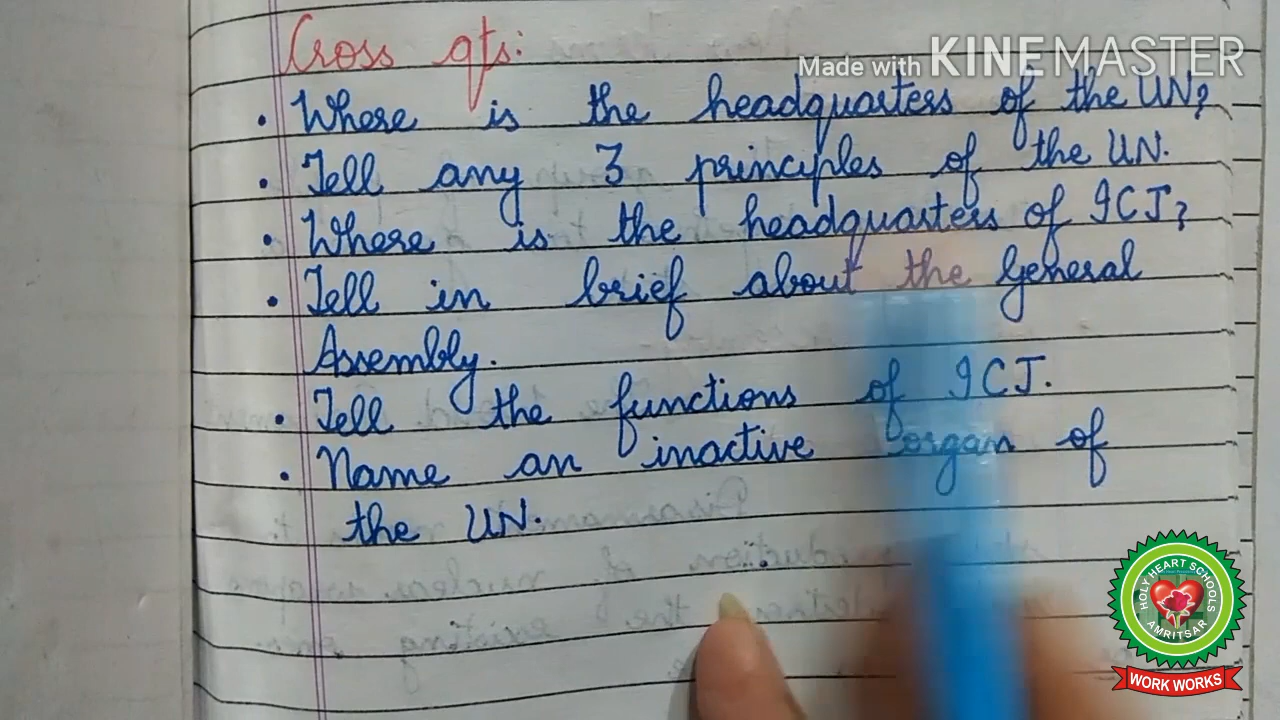 Made with KINEMASTER
Cross qts:
• Where is the headquarters of the UN?
• Tell any 3 principles of the UN.
• Where is the headquarters of ICJ?
• Tell in brief about the General
Assembly.
• Tell the functions of ICJ.
• Name an inactive organ of
the UN.
HOLY HEART SCHOOLS
AMRITSAR
WORK WORKS